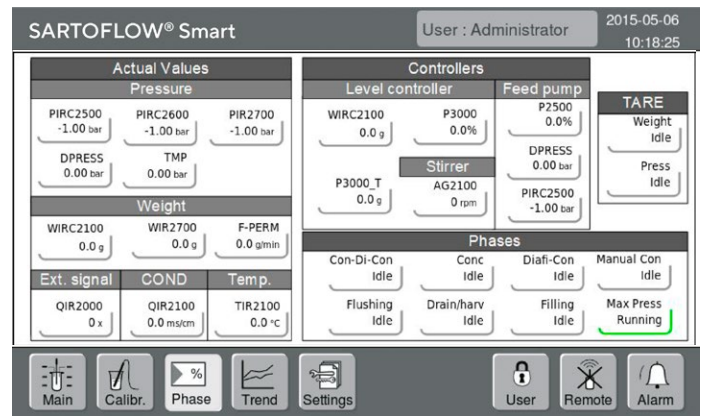 SARTOFLOW® Smart
User : Administrator
2015-05-06
10:18:25
Actual Values
Pressure
PIRC2500
-1.00 bar
PIRC2600
-1.00 bar
PIR2700
-1.00 bar
DPRESS
0.00 bar
TMP
0.00 bar
Weight
WIRC2100
0.0 g
WIR2700
0.0 g
F-PERM
0.0 g/min
Ext. signal
COND
Temp.
QIR2000
0 x
QIR2100
0.0 ms/cm
TIR2100
0.0 °C
Controllers
Level controller
Feed pump
WIRC2100
0.0 g
P3000
0.0%
P2500
0.0%
DPRESS
0.00 bar
Stirrer
P3000_T
0.0 g
AG2100
0 rpm
PIRC2500
-1.00 bar
TARE
Weight
Idle
Press
Idle
Phases
Con-Di-Con
Idle
Conc
Idle
Diafi-Con
Idle
Manual Con
Idle
Flushing
Idle
Drain/harv
Idle
Filling
Idle
Max Press
Running
Main
Calibr.
%
Phase
Trend
Settings
User
Remote
Alarm